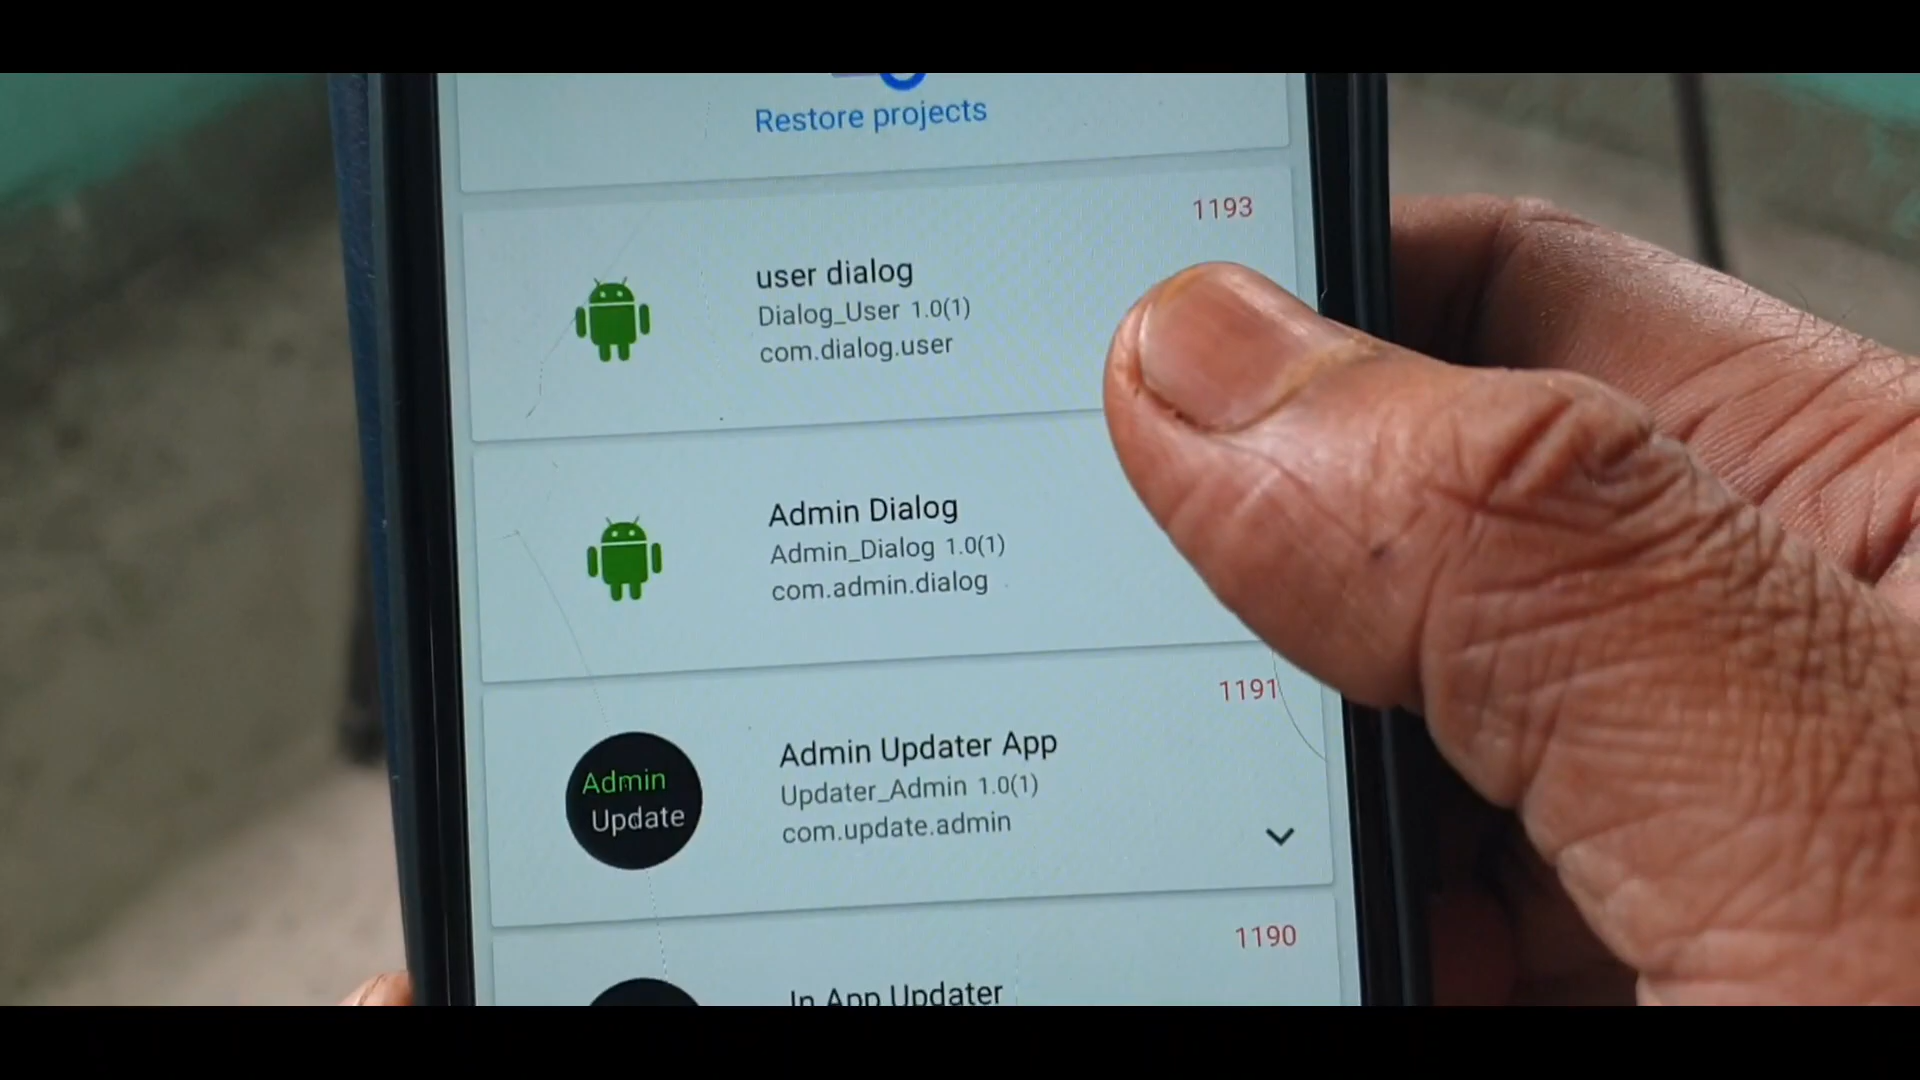 Restore projects
1193
user dialog
Dialog_User 1.0(1)
com.dialog.user
Admin Dialog
Admin_Dialog 1.0(1)
com.admin.dialog
1191
Admin Updater App
Updater_Admin 1.0(1)
com.update.admin
Admin
Update
1190
In App Updater